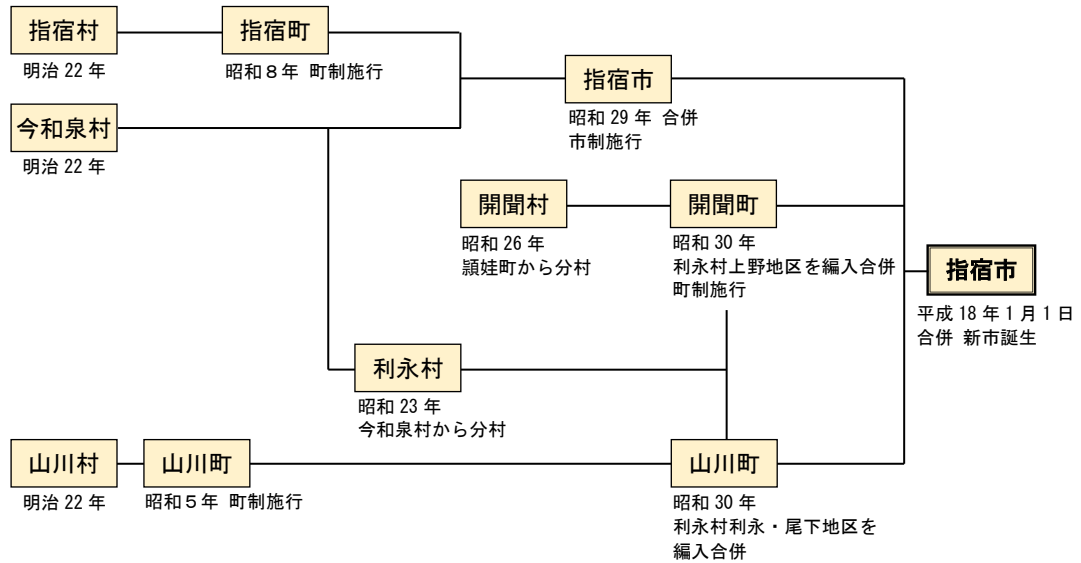 指宿村
明治 22 年
指宿町
昭和８年 町制施行
今和泉村
明治 22 年
指宿市
昭和 29 年 合併
市制施行
開聞村
昭和 26 年
頴娃町から分村
開聞町
昭和 30 年
利永村上野地区を編入合併
町制施行
指宿市
平成 18 年 1 月 1 日
合併 新市誕生
利永村
昭和 23 年
今和泉村から分村
山川村
明治 22 年
山川町
昭和５年 町制施行
山川町
昭和 30 年
利永村利永・尾下地区を
編入合併